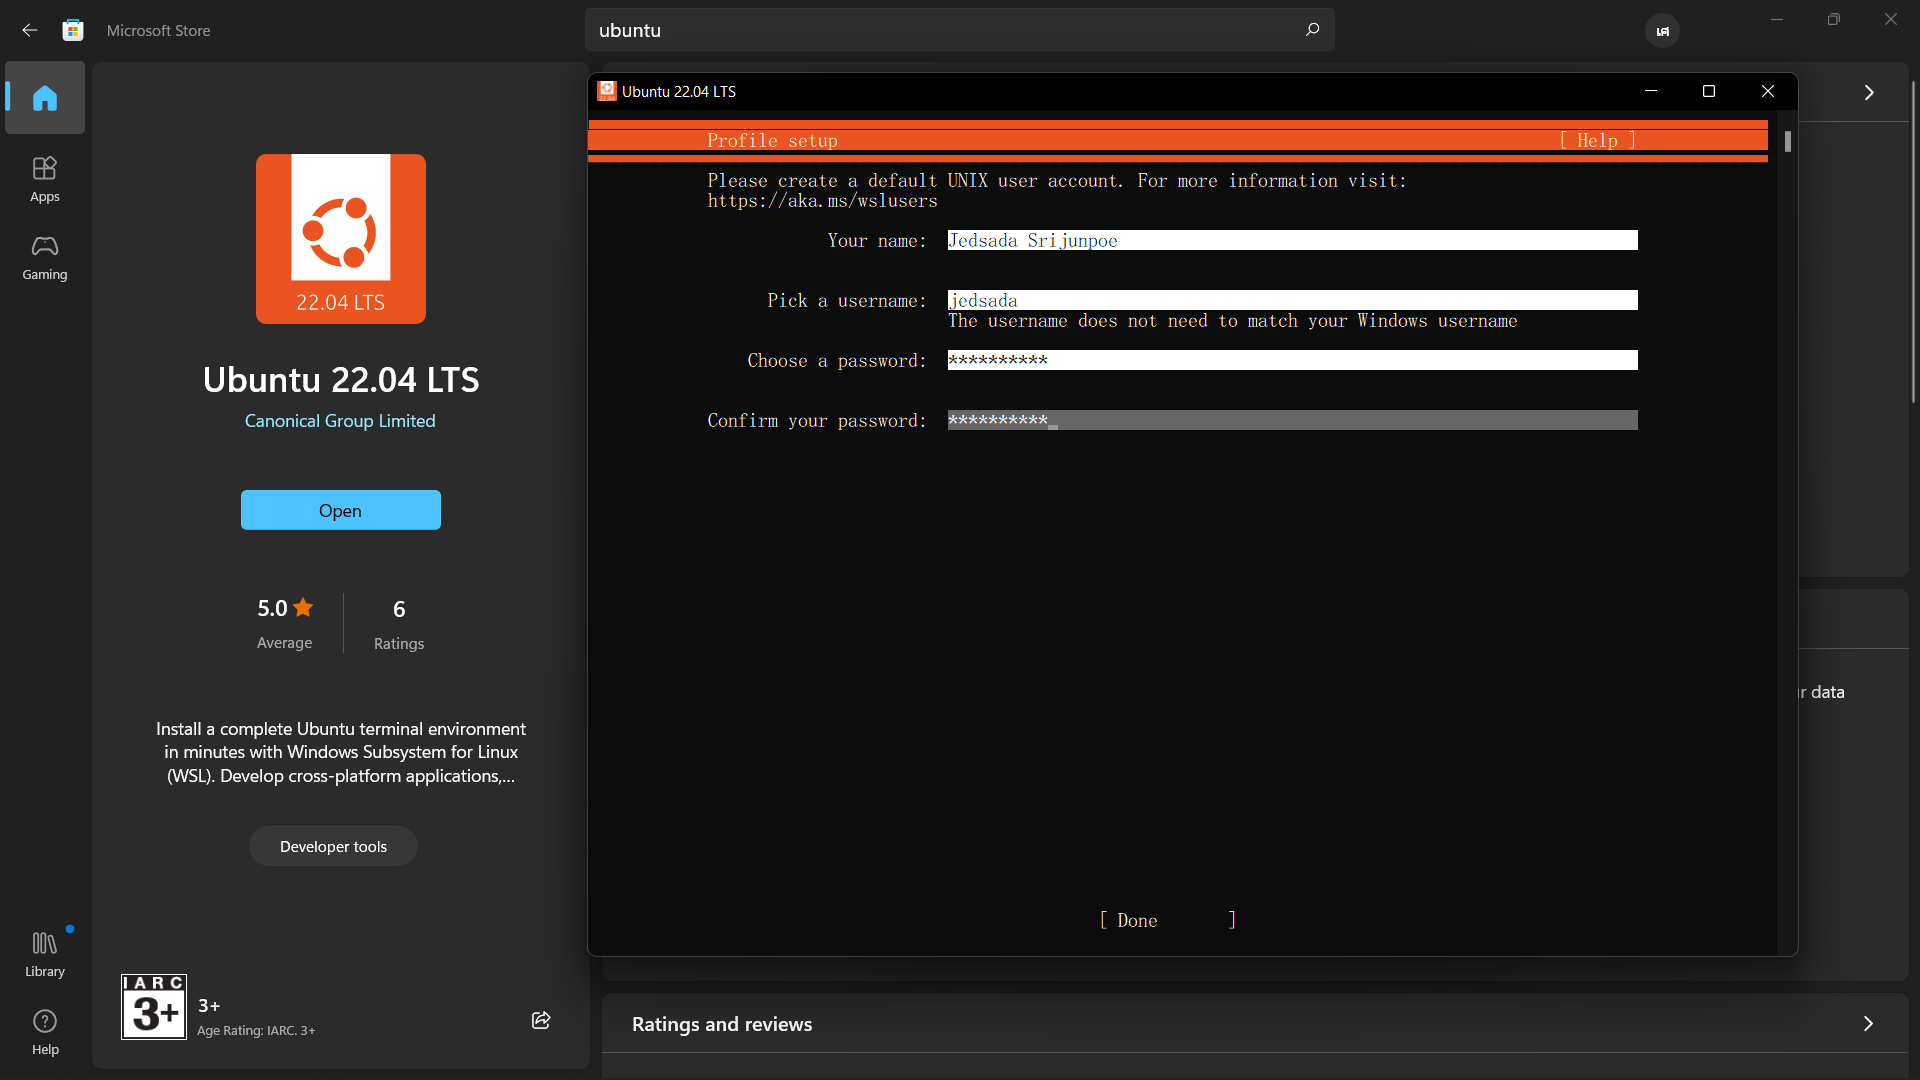 Microsoft Store
ubuntu
เศ
Apps
Gaming
Library
Help
22.04 LTS
Ubuntu 22.04 LTS
Canonical Group Limited
Open
5.0
Average
6
Ratings
Install a complete Ubuntu terminal environment
in minutes with Windows Subsystem for Linux
(WSL). Develop cross-platform applications,...
Developer tools
IARC
3+
3+
Age Rating: IARC. 3+
Ubuntu 22.04 LTS
Profile setup [ Help ]
Please create a default UNIX user account. For more information visit:
https://aka.ms/wslusers
Your name: Jedsada Srijunpoe
Pick a username: jedsada
The username does not need to match your Windows username
Choose a password: **********
Confirm your password: **********_
[ Done ]
r data
Ratings and reviews